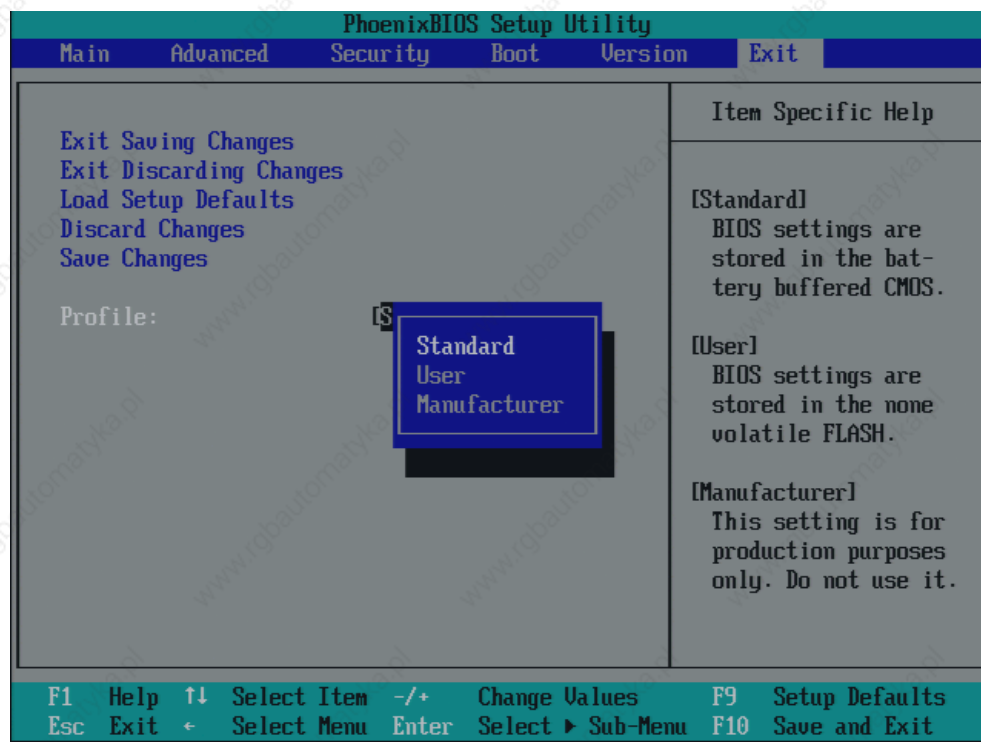 PhoenixBIOS Setup Utility
Main Advanced Security Boot Version Exit
Exit Saving Changes
Exit Discarding Changes
Load Setup Defaults
Discard Changes
Save Changes
Profile: [S
Standard
User
Manufacturer
Item Specific Help
[Standard]
BIOS settings are
stored in the bat-
tery buffered CMOS.
[User]
BIOS settings are
stored in the none
volatile FLASH.
[Manufacturer]
This setting is for
production purposes
only. Do not use it.
F1 Help ↑↓ Select Item -/+ Change Values F9 Setup Defaults
Esc Exit ← Select Menu Enter Select ▶ Sub-Menu F10 Save and Exit
www.rgbautomatyka.pl